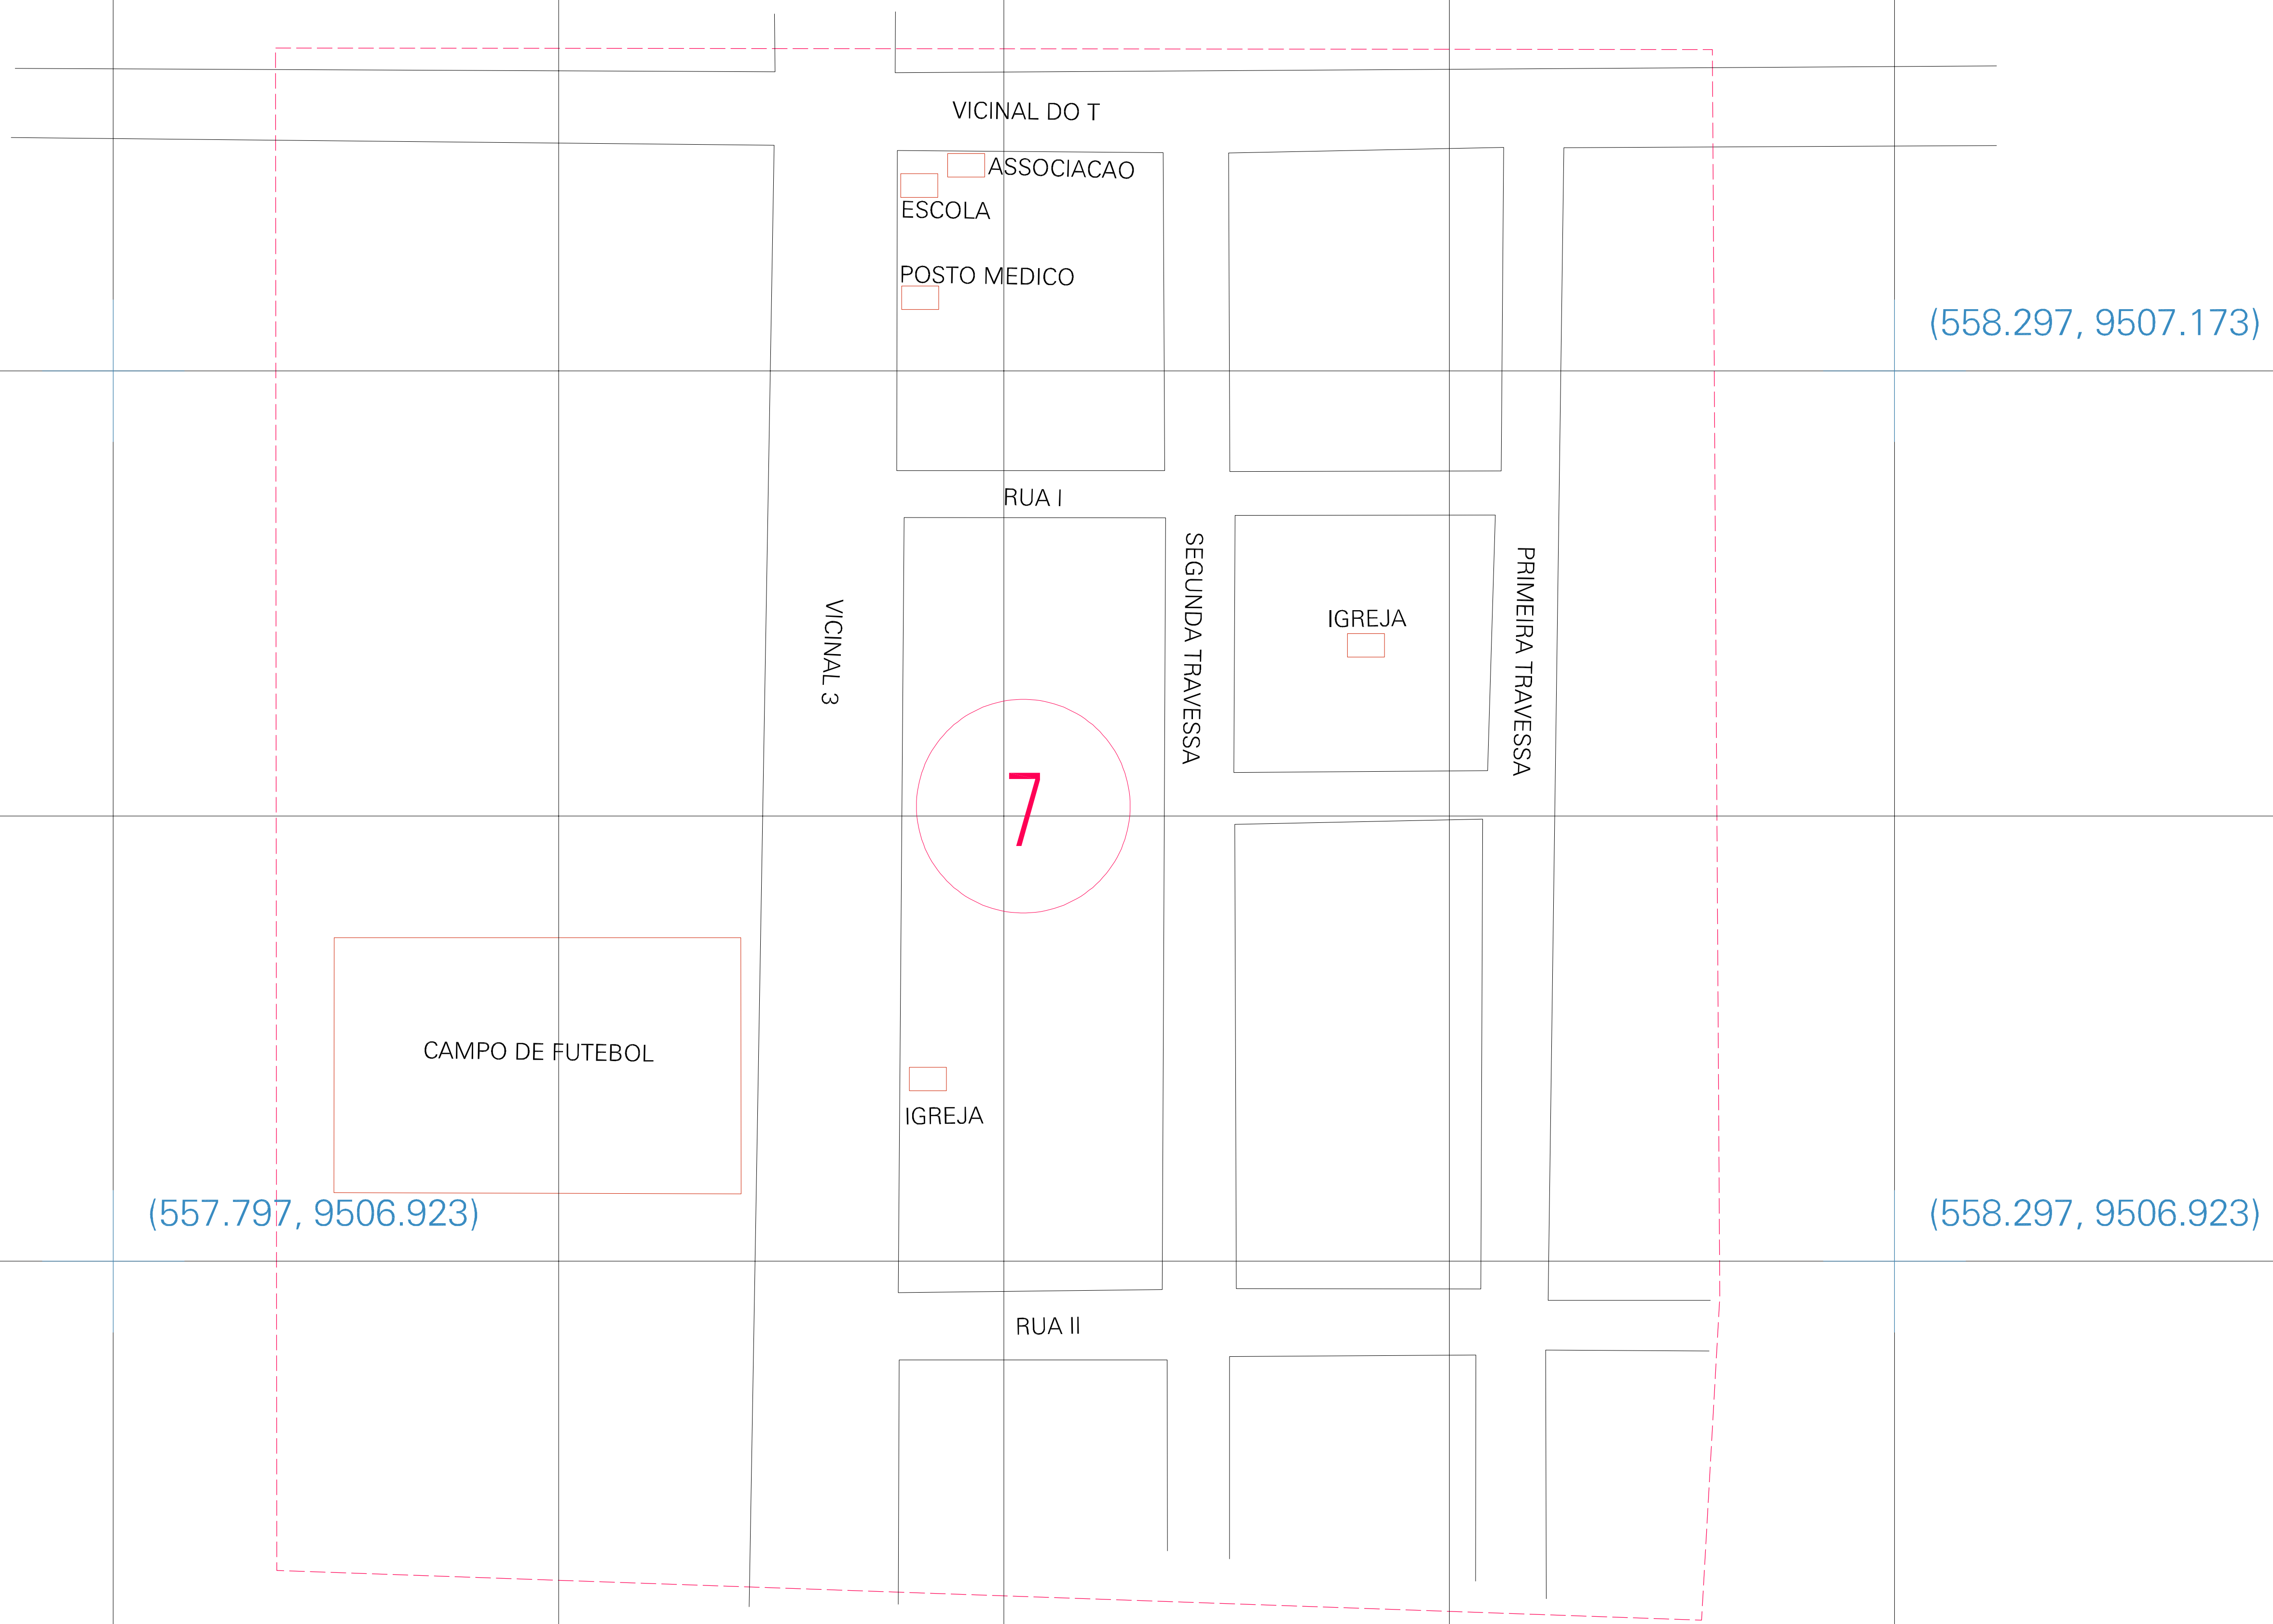 VICINAL DO T
ASSOCIACAO
ESCOLA
POSTO MEDICO
(558.297, 9507.173)
RUA I
SEGUNDA TRAVESSA
PRIMEIRA TRAVESSA
VICINAL 3
IGREJA
7
CAMPO DE FUTEBOL
IGREJA
(557.797, 9506.923)
(558.297, 9506.923)
RUA II